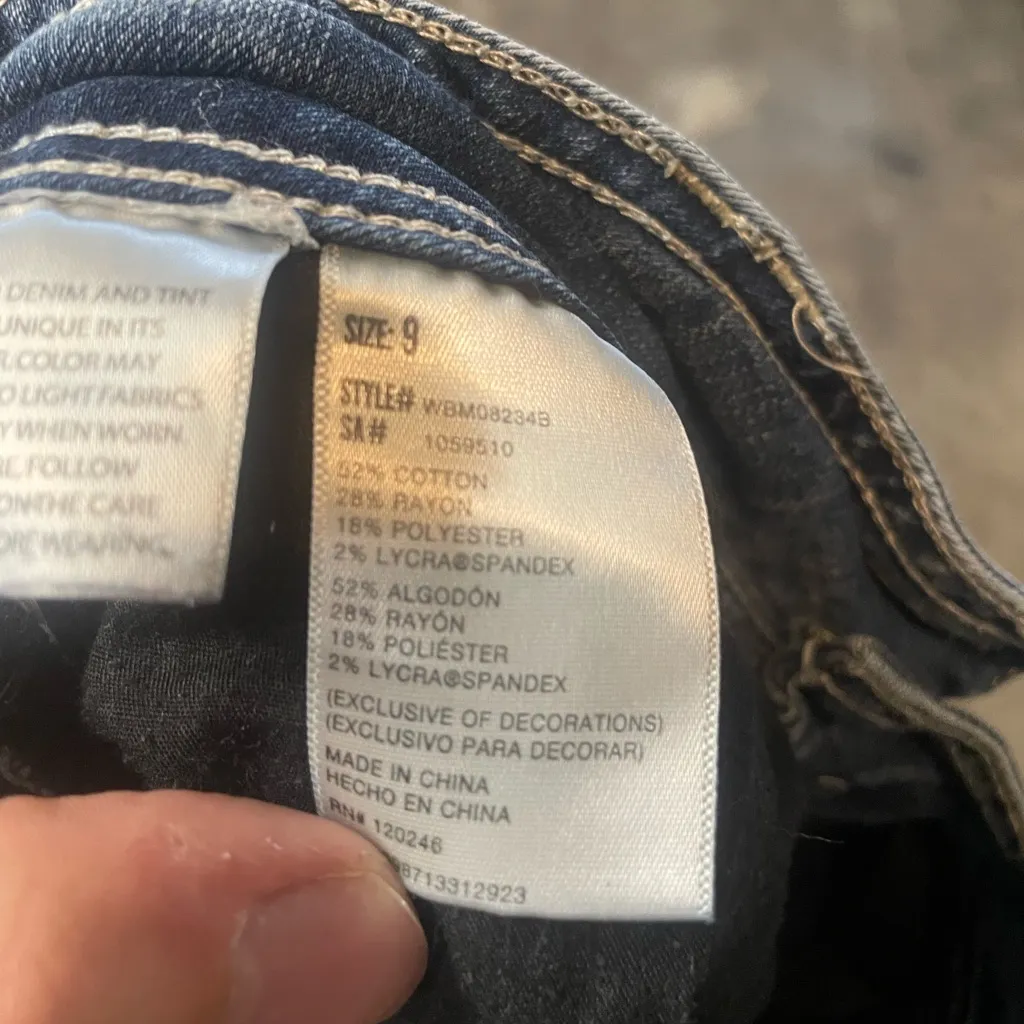 DENIM AND TINT
UNIQUE IN ITS
COLOR MAY
LIGHT FABRICS
WHEN WORN.
FOLLOW
ON THE CARE
SIZE: 9
STYLE# WBM08234B
SA# 1059510
52% COTTON
28% RAYON
18% POLYESTER
2% LYCRA®SPANDEX
52% ALGODÓN
28% RAYÓN
18% POLIÉSTER
2% LYCRA®SPANDEX
(EXCLUSIVE OF DECORATIONS)
(EXCLUSIVO PARA DECORAR)
MADE IN CHINA
HECHO EN CHINA
RN# 120246
98713312923